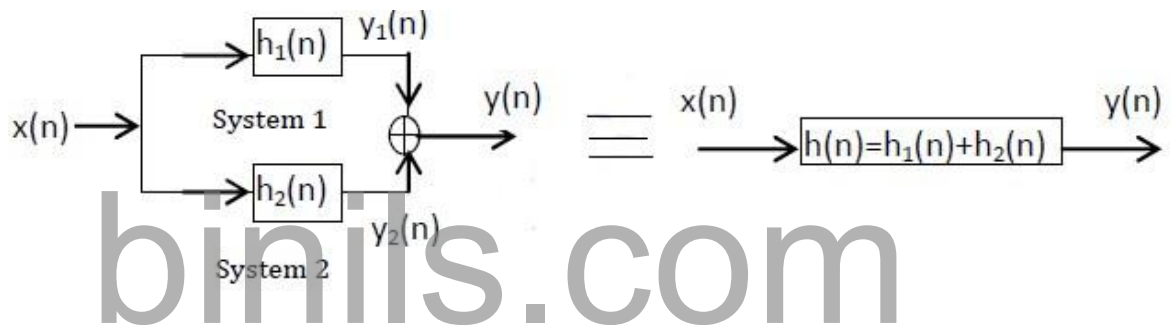 x(n)
h₁(n)
y₁(n)
System 1
h₂(n)
y₂(n)
System 2
y(n)
x(n)
h(n)=h₁(n)+h₂(n)
y(n)
binils.com